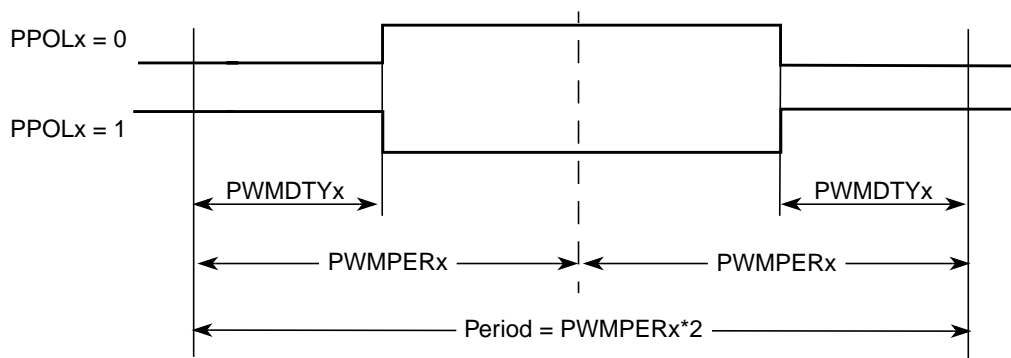 PPOLx = 0
PPOLx = 1
PWMDTYx
PWMDTYx
PWMPERx
PWMPERx
Period = PWMPERx*2